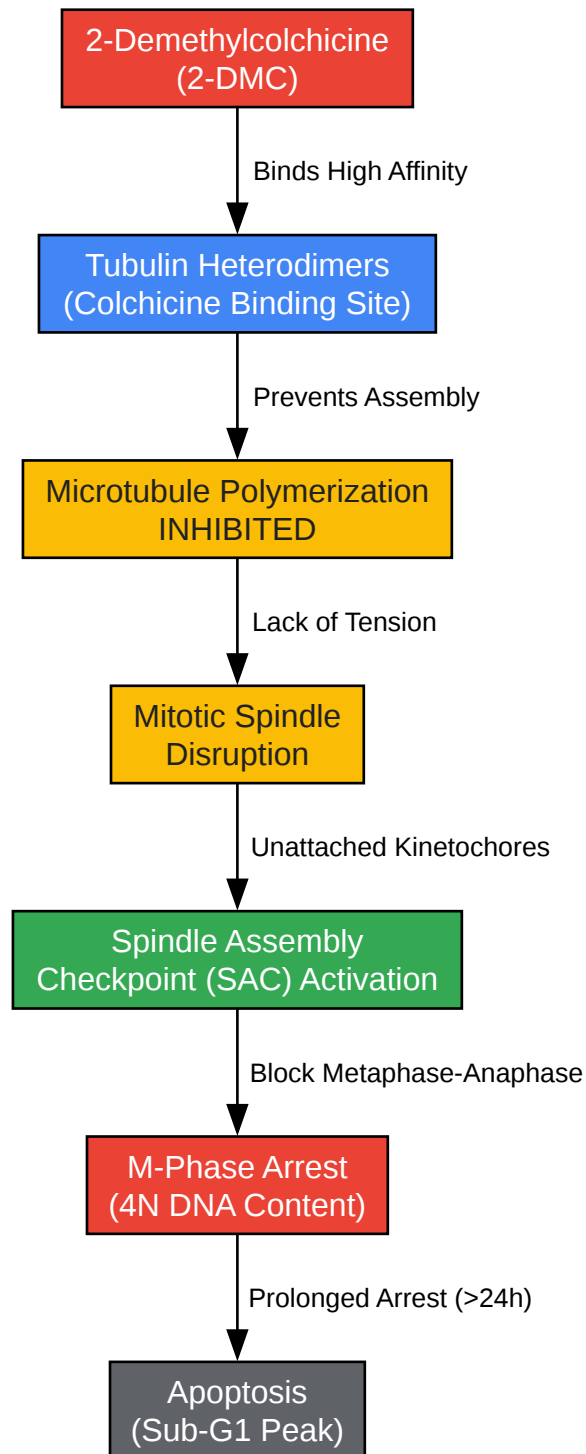 2-Demethylcolchicine
(2-DMC)
Binds High Affinity
Tubulin Heterodimers
(Colchicine Binding Site)
Prevents Assembly
Microtubule Polymerization
INHIBITED
Lack of Tension
Mitotic Spindle
Disruption
Unattached Kinetochores
Spindle Assembly
Checkpoint (SAC) Activation
Block Metaphase-Anaphase
M-Phase Arrest
(4N DNA Content)
Prolonged Arrest (>24h)
Apoptosis
(Sub-G1 Peak)